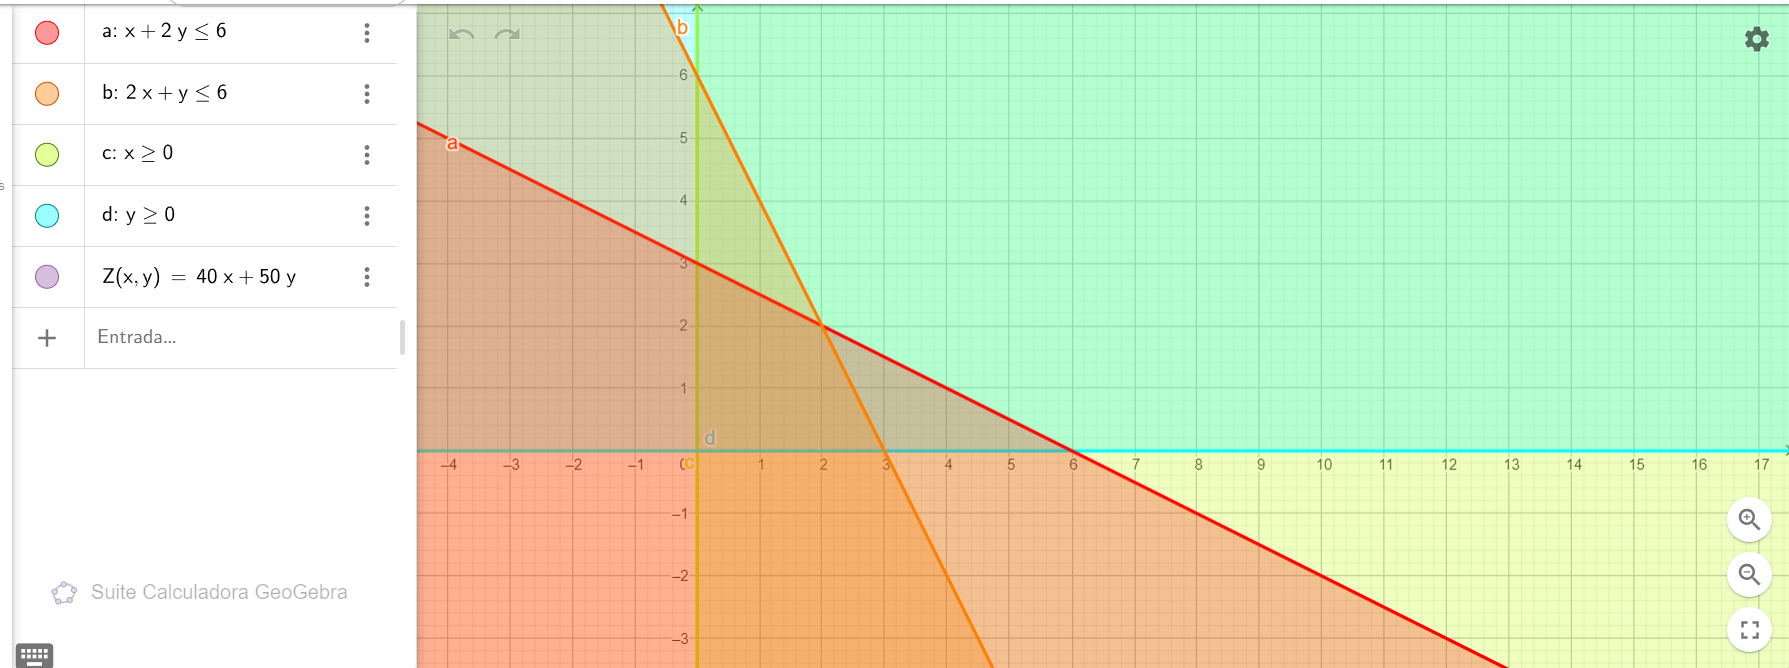 a: x + 2 y ≤ 6
b: 2 x + y ≤ 6
c: x ≥ 0
d: y ≥ 0
Z(x, y) = 40 x + 50 y
+ Entrada...
Suite Calculadora GeoGebra
s
b
6
5
a
4
3
2
1
d
–4 –3 –2 –1 0 c 1 2 3 4 5 6 7 8 9 10 11 12 13 14 15 16 17
–1
–2
–3